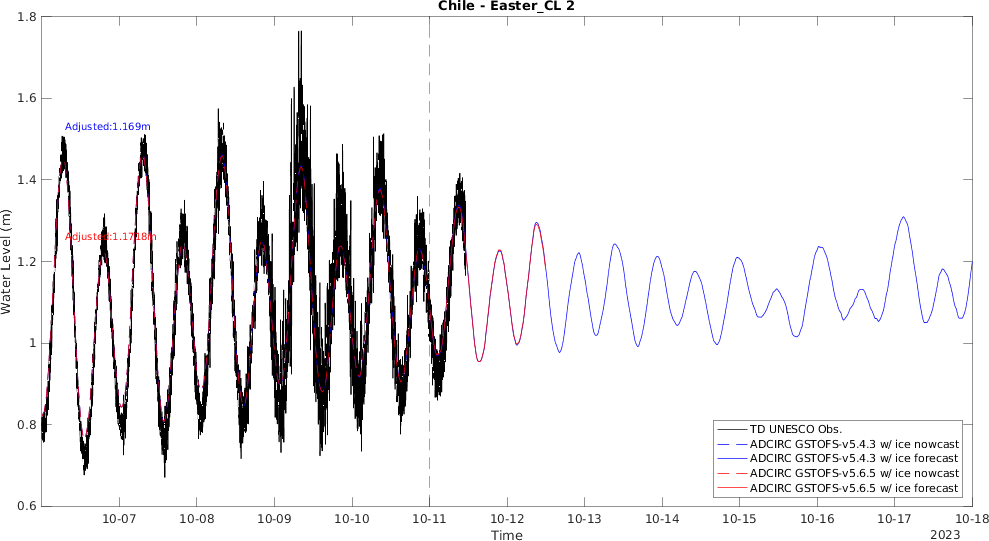 Chile - Easter_CL 2
1.8
1.6
1.4
1.2
1
0.8
0.6
Water Level (m)
Adjusted:1.169m
Adjusted:1.1718m
TD UNESCO Obs.
ADCIRC GSTOFS-v5.4.3 w/ ice nowcast
ADCIRC GSTOFS-v5.4.3 w/ ice forecast
ADCIRC GSTOFS-v5.6.5 w/ ice nowcast
ADCIRC GSTOFS-v5.6.5 w/ ice forecast
10-07 10-08 10-09 10-10 10-11 10-12 10-13 10-14 10-15 10-16 10-17 10-18
Time
2023